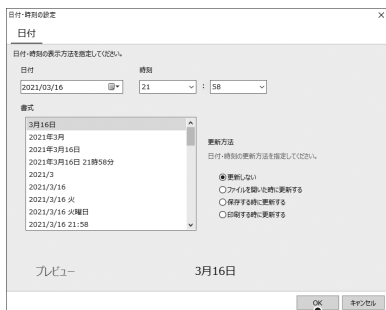 日付・時刻の設定
日付
日付・時刻の表示方法を指定してください。
日付 時刻
2021/03/16 21 : 58
書式
3月16日
2021年3月
2021年3月16日
2021年3月16日 21時58分
2021/3
2021/3/16
2021/3/16 火
2021/3/16 火曜日
2021/3/16 21:58
更新方法
日付・時刻の更新方法を指定してください。
更新しない
ファイルを開いた時に更新する
保存する時に更新する
印刷する時に更新する
プレビュー 3月16日
OK キャンセル